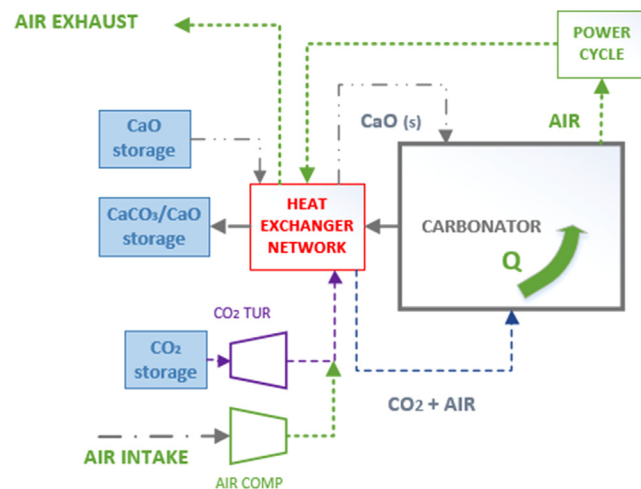 AIR EXHAUST
POWER
CYCLE
CaO
storage
CaO (s)
AIR
CaCO₃/CaO
storage
HEAT
EXCHANGER
NETWORK
CARBONATOR
Q
CO₂ TUR
CO₂
storage
CO₂ + AIR
AIR INTAKE
AIR COMP